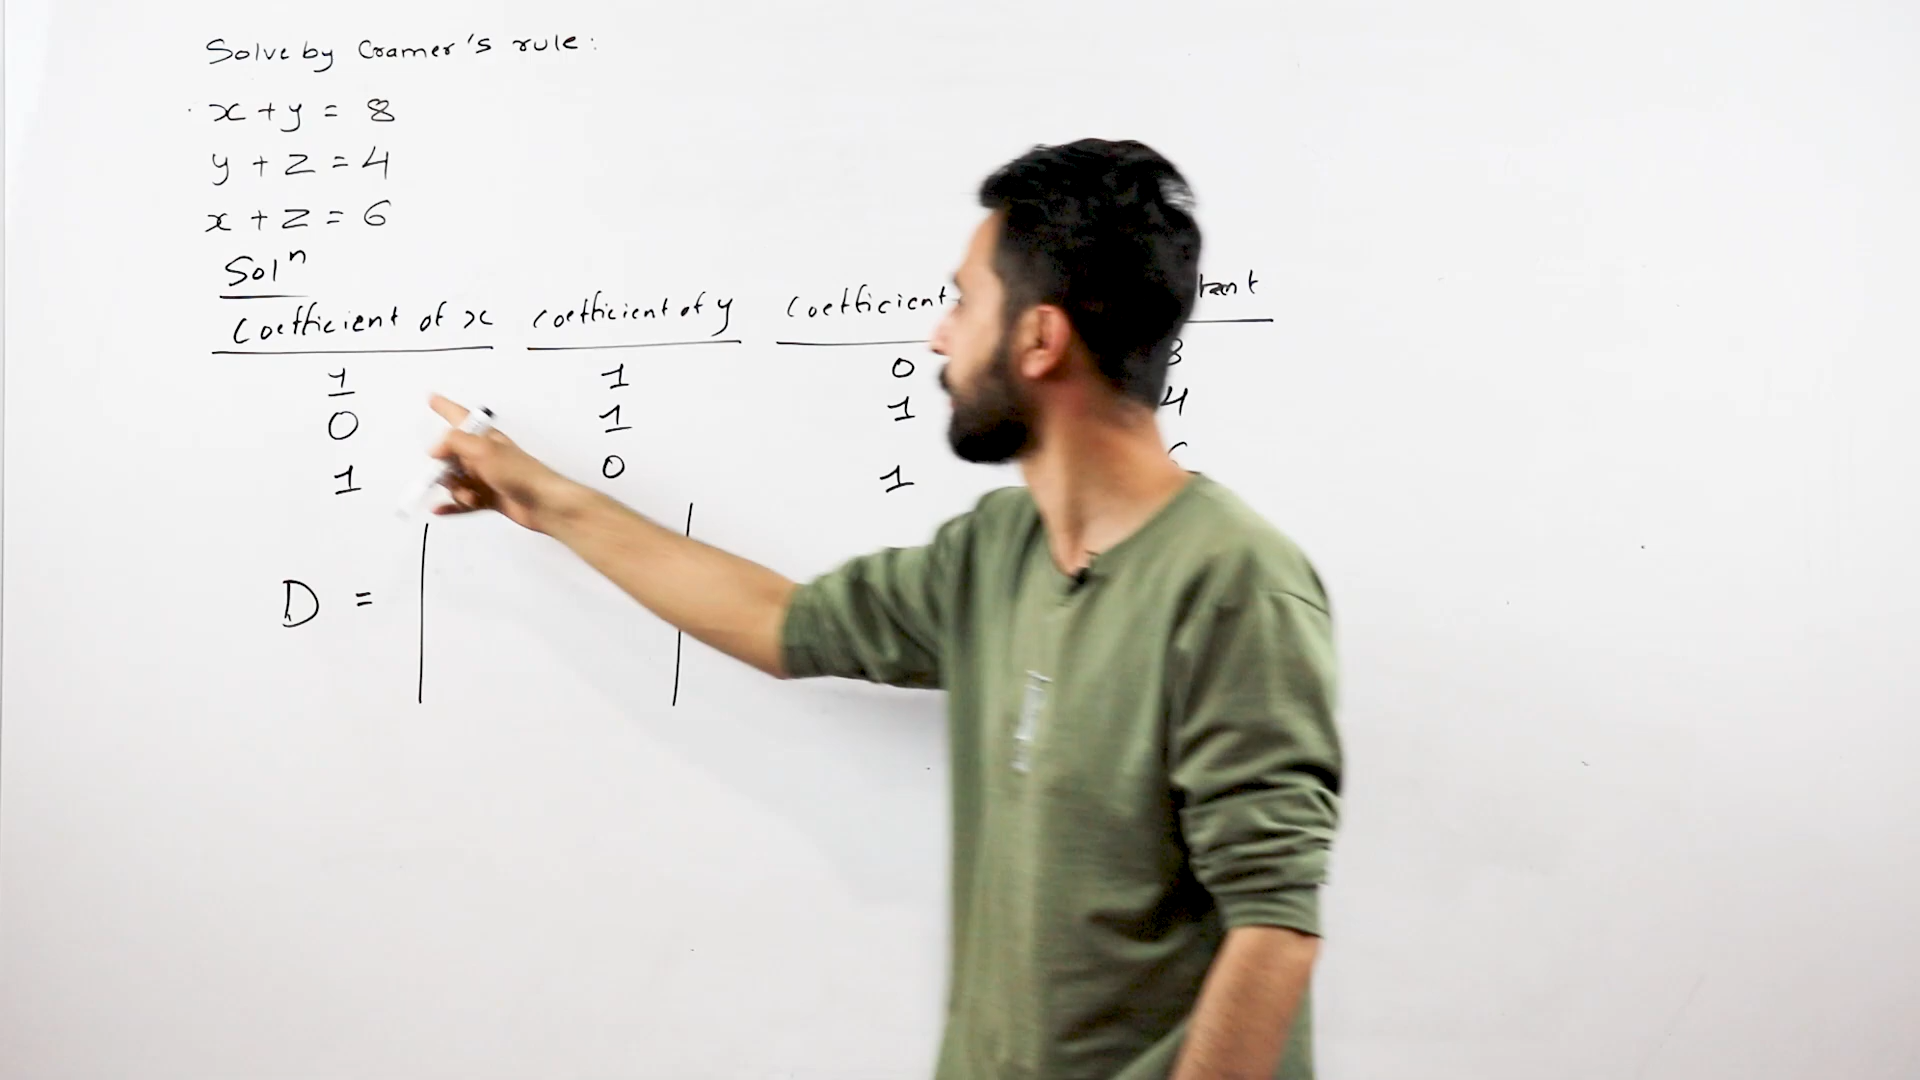 Solve by Cramer's rule:
x + y = 8
y + z = 4
x + z = 6
Solⁿ
Coefficient of x coefficient of y Coefficient
1 1 0
0 1 1 4
1 0 1
D =